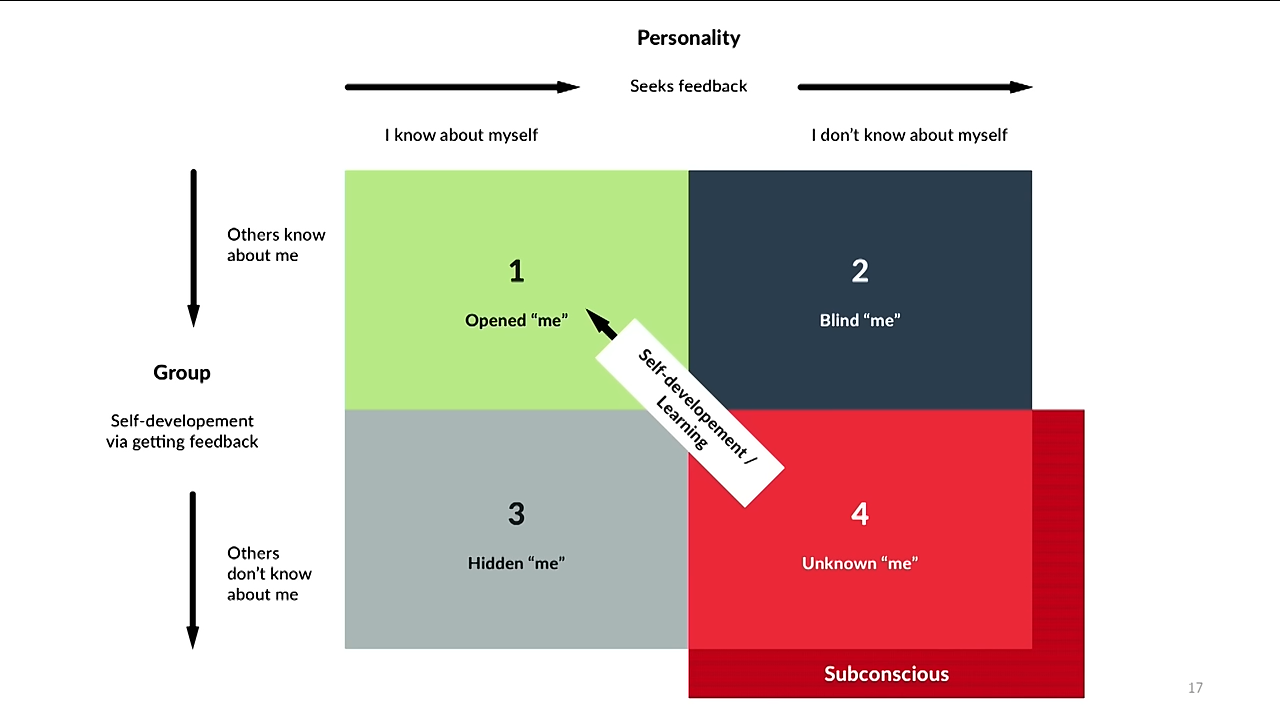 Personality
Seeks feedback
I know about myself
I don’t know about myself
Others know
about me
1
Opened “me”
2
Blind “me”
Group
Self-developement
via getting feedback
Self-developement /
Learning
Others
don’t know
about me
3
Hidden “me”
4
Unknown “me”
Subconscious
17